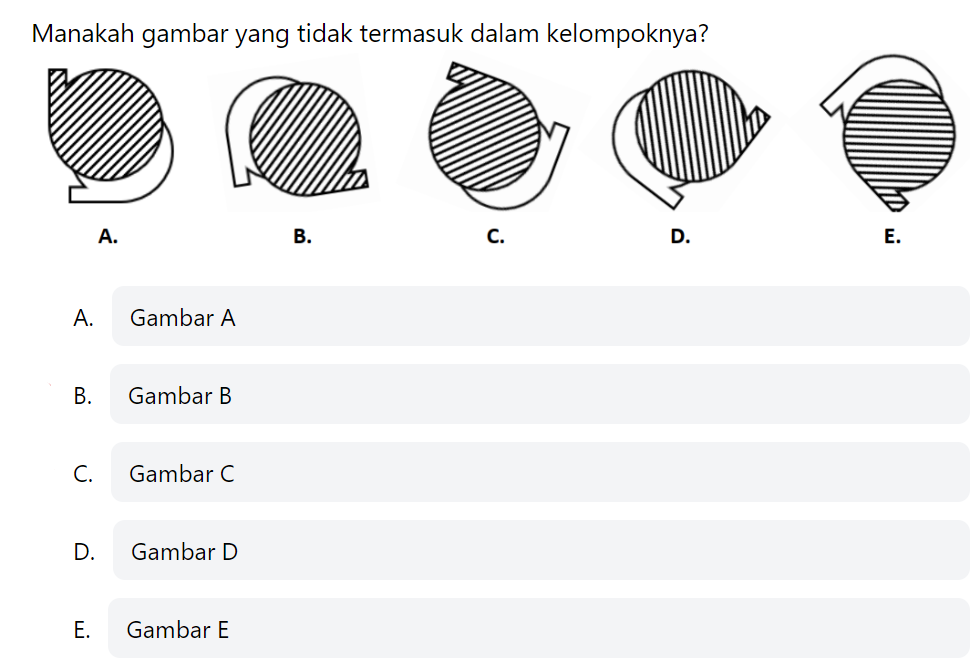 Manakah gambar yang tidak termasuk dalam kelompoknya?
A. B. C. D. E.
A. Gambar A
B. Gambar B
C. Gambar C
D. Gambar D
E. Gambar E